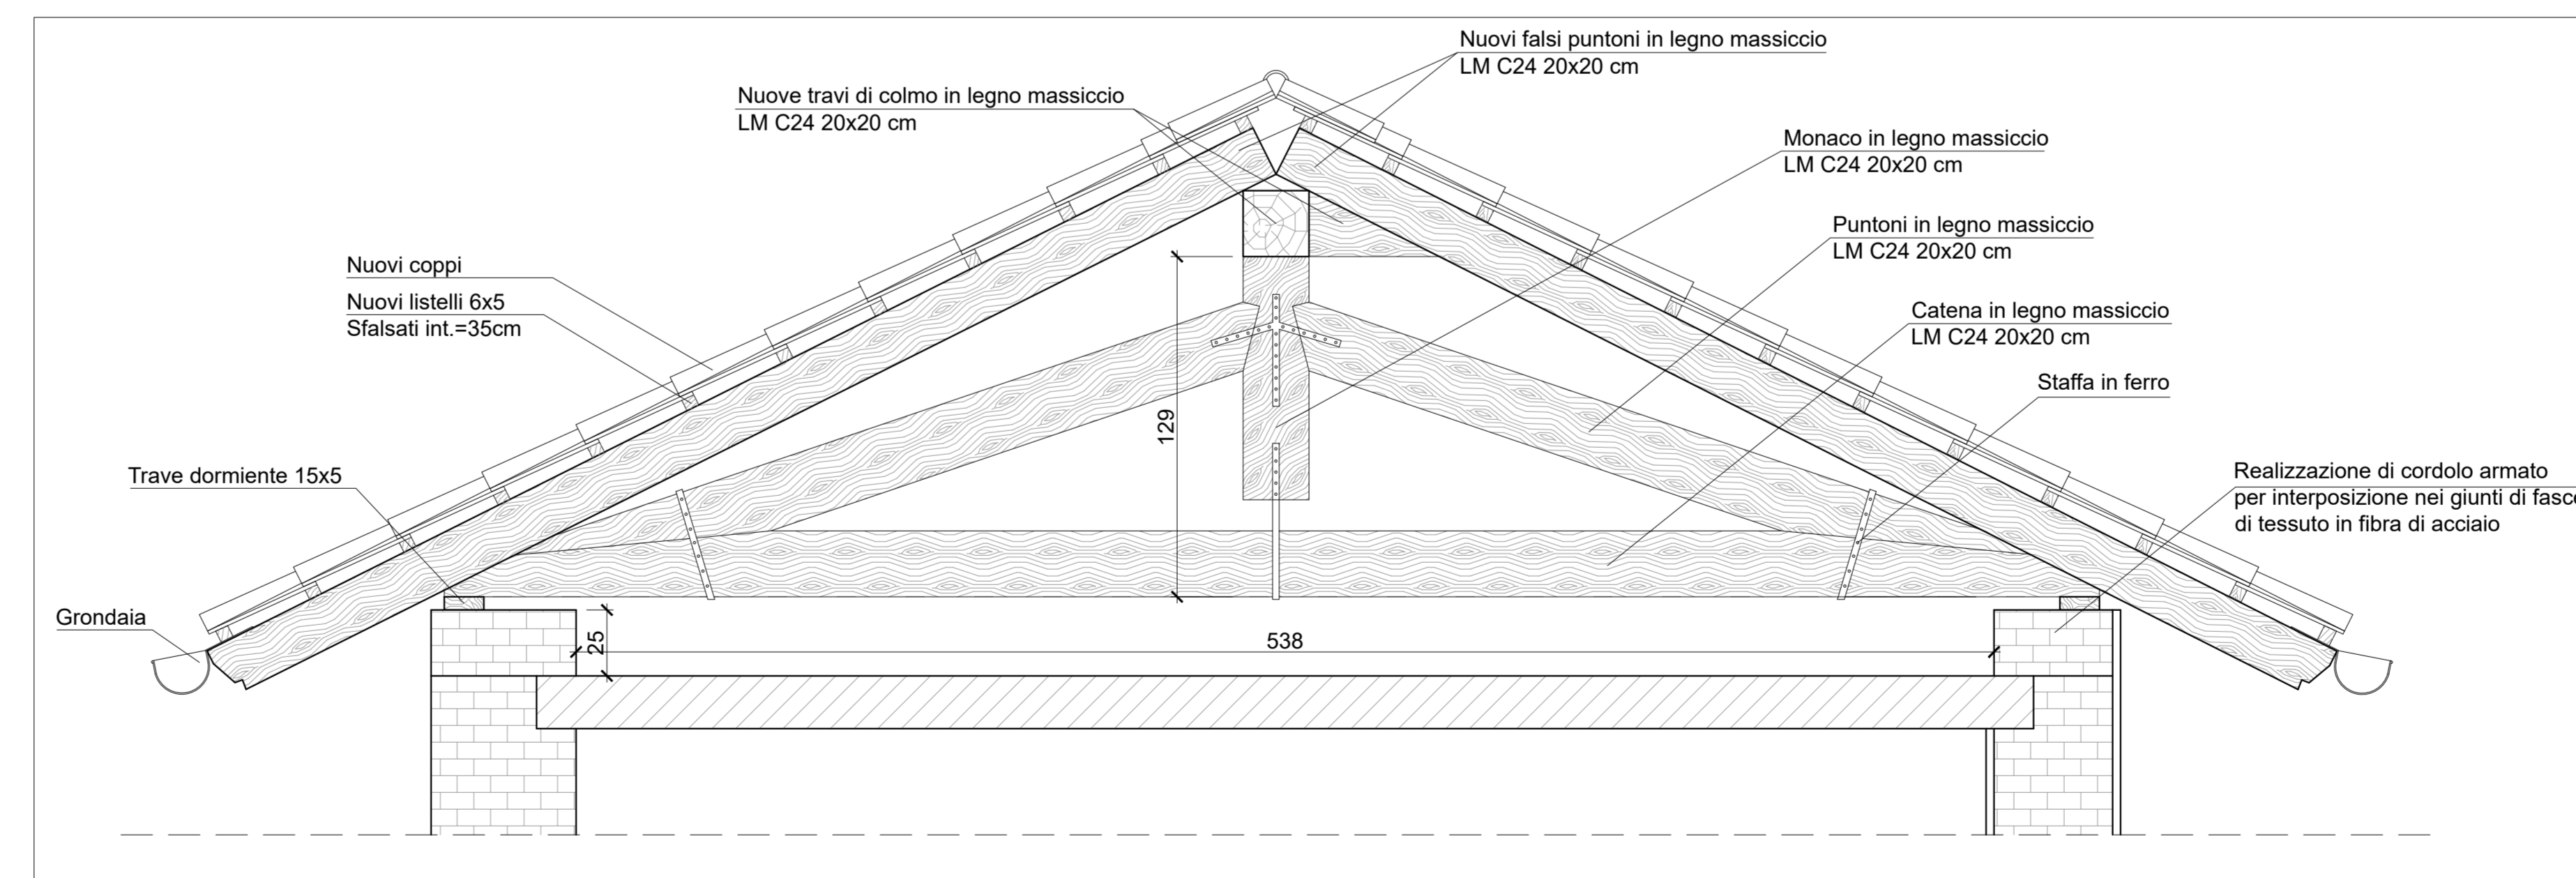 Nuovi falsi puntoni in legno massiccio
LM C24 20x20 cm
Nuove travi di colmo in legno massiccio
LM C24 20x20 cm
Monaco in legno massiccio
LM C24 20x20 cm
Puntoni in legno massiccio
LM C24 20x20 cm
Nuovi coppi
Nuovi listelli 6x5
Sfalsati int.=35cm
Catena in legno massiccio
LM C24 20x20 cm
Staffa in ferro
129
Trave dormiente 15x5
Realizzazione di cordolo armato
per interposizione nei giunti di
di tessuto in fibra di acciaio
Grondaia
25
538